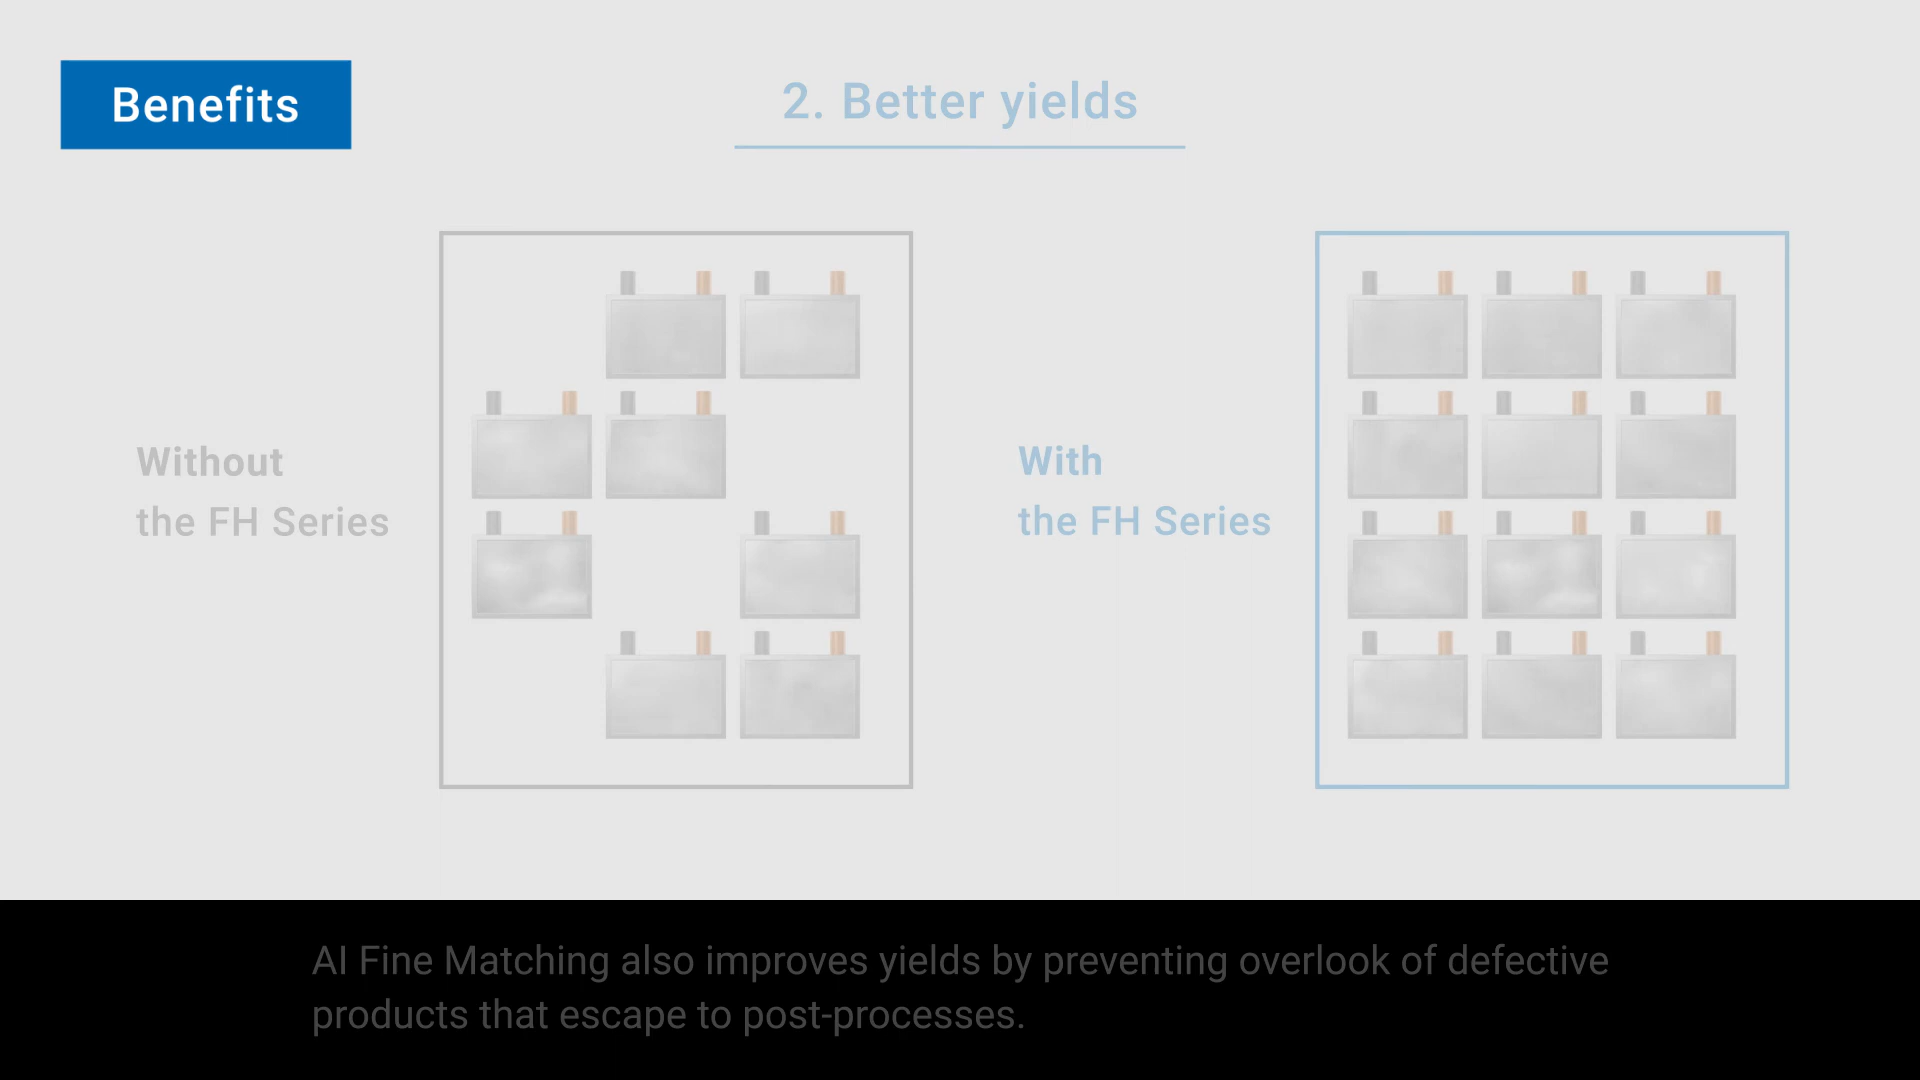 Benefits
2. Better yields
Without
the FH Series
With
the FH Series
AI Fine Matching also improves yields by preventing overlook of defective
products that escape to post-processes.